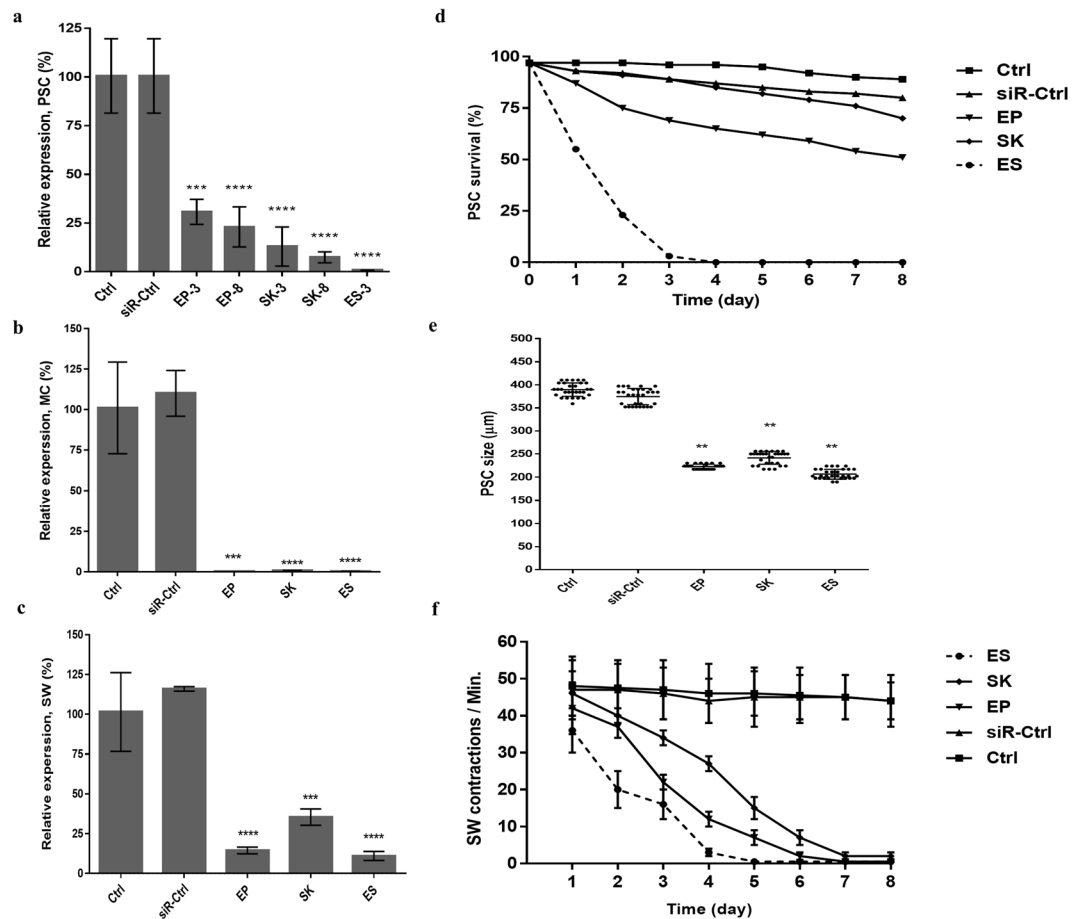 a
Relative expression, PSC (%)
125
100
75
50
25
0
***
****
****
****
****
Ctrl
siR-Ctrl
EP-3
EP-8
SK-3
SK-8
ES-3
b
Relative experssion, MC (%)
150
125
100
75
50
25
0
***
****
****
Ctrl
siR-Ctrl
EP
SK
ES
c
Relative experssion, SW (%)
150
125
100
75
50
25
0
****
***
****
Ctrl
siR-Ctrl
EP
SK
ES
d
PSC survival (%)
100
75
50
25
0
0 1 2 3 4 5 6 7 8
Time (day)
Ctrl
siR-Ctrl
EP
SK
ES
e
PSC size (μm)
500
450
400
350
300
250
200
150
100
50
0
**
**
**
Ctrl
siR-Ctrl
EP
SK
ES
f
SW contractions / Min.
60
50
40
30
20
10
0
1 2 3 4 5 6 7 8
Time (day)
ES
SK
EP
siR-Ctrl
Ctrl